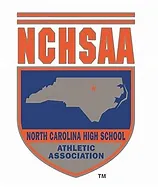 NCHSAA
NORTH CAROLINA HIGH SCHOOL
ATHLETIC
ASSOCIATION
TM